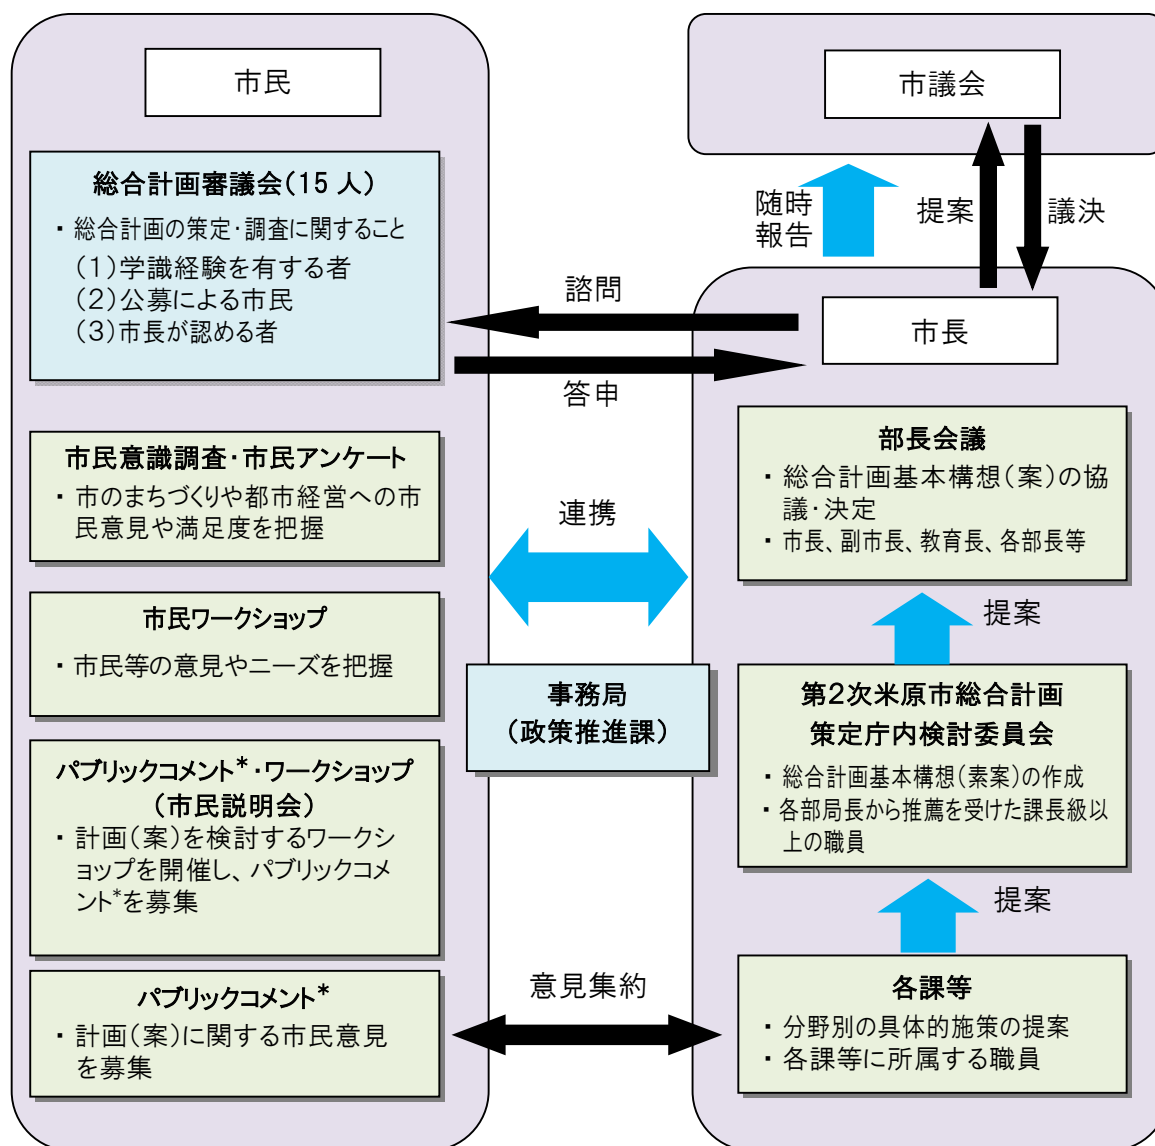 市民
総合計画審議会(15 人)
・ 総合計画の策定・調査に関すること
(1)学識経験を有する者
(2)公募による市民
(3)市長が認める者
市民意識調査・市民アンケート
・ 市のまちづくりや都市経営への市
民意見や満足度を把握
市民ワークショップ
・ 市民等の意見やニーズを把握
パブリックコメント*・ワークショップ
(市民説明会)
・ 計画(案)を検討するワークシ
ョップを開催し、パブリックコメ
ント*を募集
パブリックコメント*
・ 計画(案)に関する市民意見
を募集
諮問
答申
連携
事務局
(政策推進課)
意見集約
市議会
随時
報告
提案
議決
市長
部長会議
・ 総合計画基本構想(案)の協
議・決定
・ 市長、副市長、教育長、各部長等
提案
第2次米原市総合計画
策定庁内検討委員会
・ 総合計画基本構想(素案)の作成
・ 各部局長から推薦を受けた課長級以
上の職員
提案
各課等
・ 分野別の具体的施策の提案
・ 各課等に所属する職員